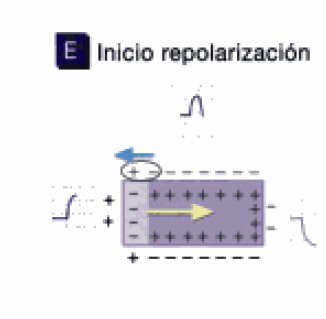 E Inicio repolarización
+ - - - - - - -
- + + + + + + +
+ - + -
- +
+ - + -
- + + + + + + +
+ - - - - - - -